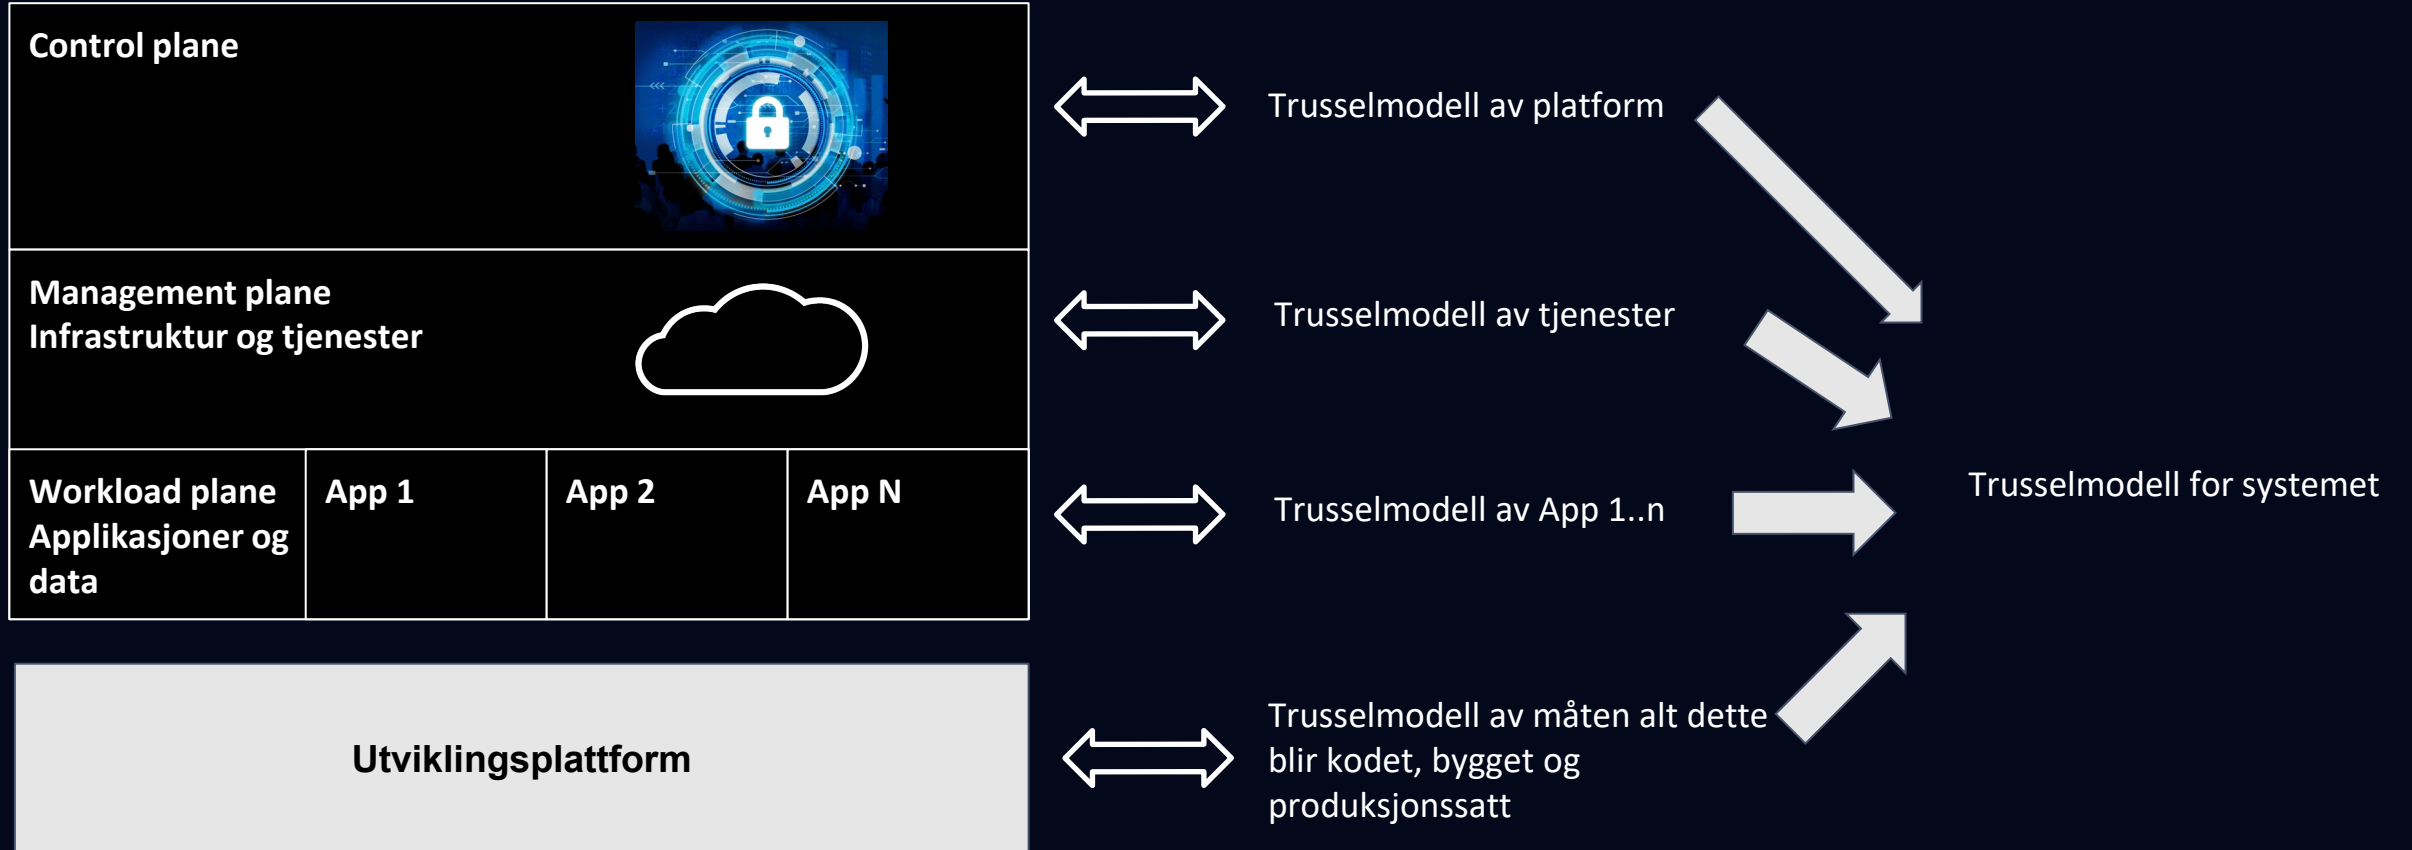 Control plane
Trusselmodell av platform
Management plane
Infrastruktur og tjenester
Trusselmodell av tjenester
Workload plane
Applikasjoner og
data
App 1
App 2
App N
Trusselmodell av App 1..n
Trusselmodell for systemet
Utviklingsplattform
Trusselmodell av måten alt dette
blir kodet, bygget og
produksjonssatt